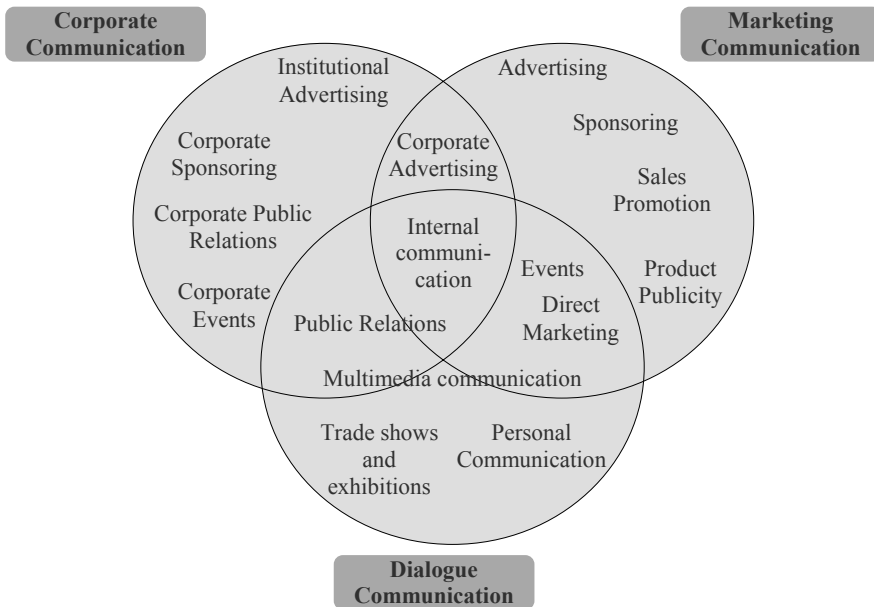 Corporate
Communication
Marketing
Communication
Institutional
Advertising
Advertising
Corporate
Sponsoring
Corporate
Advertising
Sponsoring
Sales
Promotion
Corporate Public
Relations
Internal
communi-
cation
Events
Product
Publicity
Corporate
Events
Direct
Marketing
Public Relations
Multimedia communication
Trade shows
and
exhibitions
Personal
Communication
Dialogue
Communication